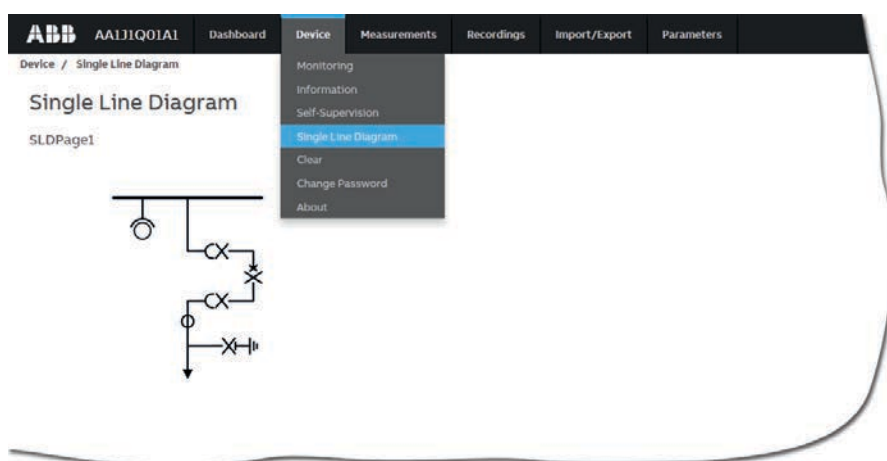 ABB AA1J1Q01A1 Dashboard Device Measurements Recordings Import/Export Parameters
Device / Single Line Diagram
Single Line Diagram
SLDPage1
Monitoring
Information
Self-Supervision
Single Line Diagram
Clear
Change Password
About